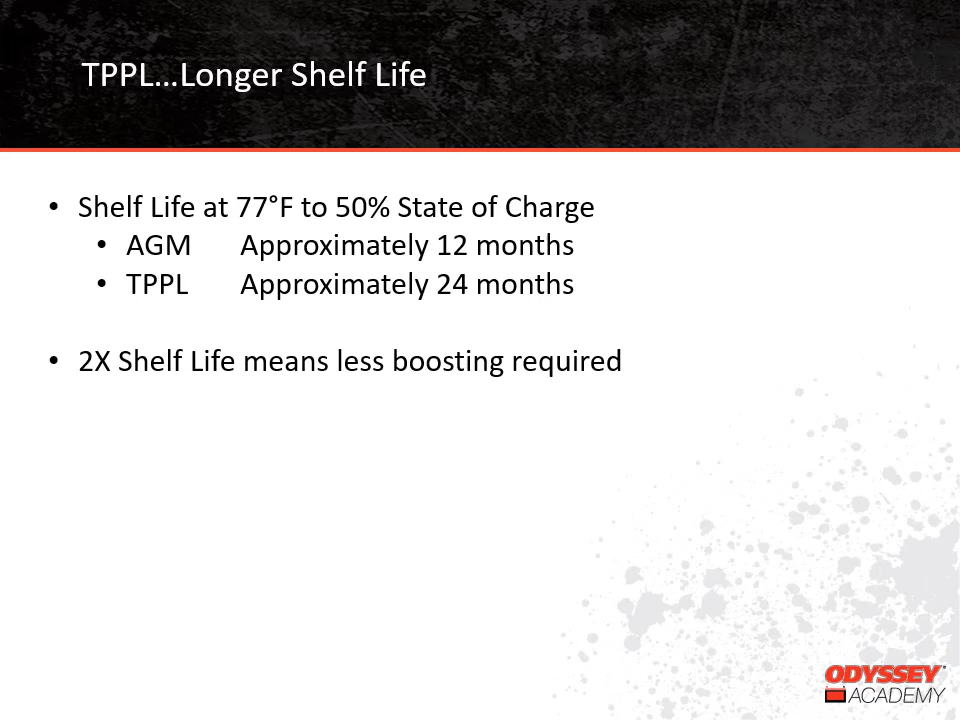 TPPL…Longer Shelf Life
• Shelf Life at 77°F to 50% State of Charge
• AGM Approximately 12 months
• TPPL Approximately 24 months
• 2X Shelf Life means less boosting required
ODYSSEY
ACADEMY